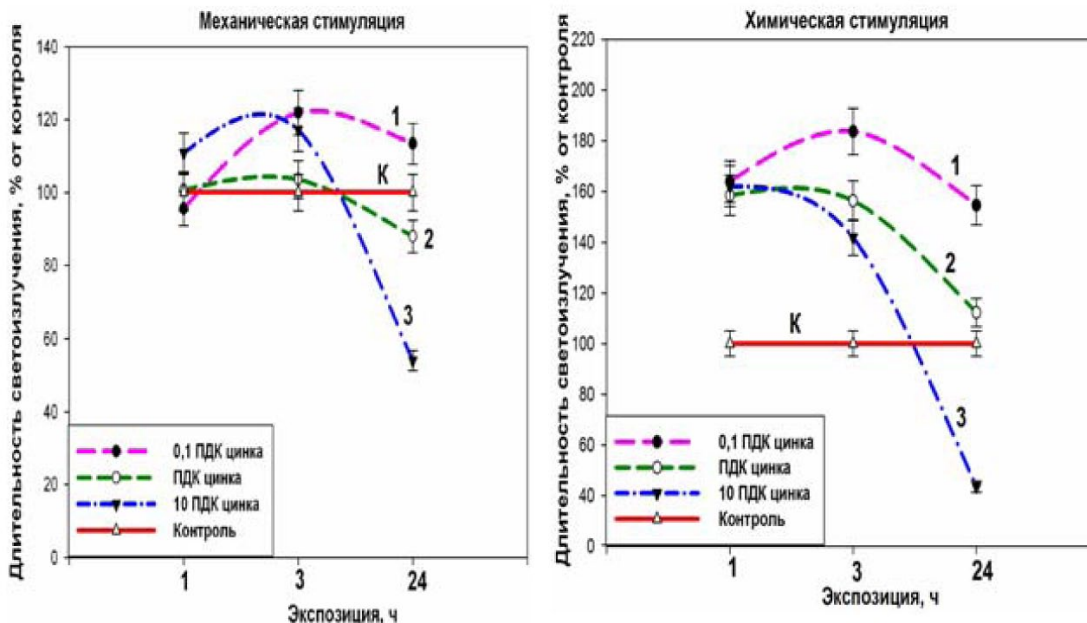 Механическая стимуляция
Длительность светоизлучения, % от контроля
140
120
100
80
60
40
20
0
1
К
2
3
0,1 ПДК цинка
ПДК цинка
10 ПДК цинка
Контроль
1 3 24
Экспозиция, ч
Химическая стимуляция
Длительность светоизлучения, % от контроля
220
200
180
160
140
120
100
80
60
40
20
0
1
2
К
3
0,1 ПДК цинка
ПДК цинка
10 ПДК цинка
Контроль
1 3 24
Экспозиция, ч